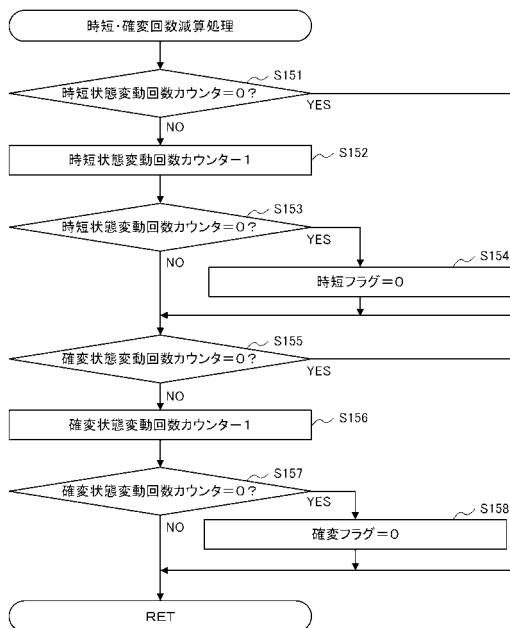 時短・確変回数減算処理
S151
時短状態変動回数カウンタ=0?
YES
NO
S152
時短状態変動回数カウンター1
S153
時短状態変動回数カウンタ=0?
YES
NO
S154
時短フラグ=0
S155
確変状態変動回数カウンタ=0?
YES
NO
S156
確変状態変動回数カウンター1
S157
確変状態変動回数カウンタ=0?
YES
NO
S158
確変フラグ=0
RET